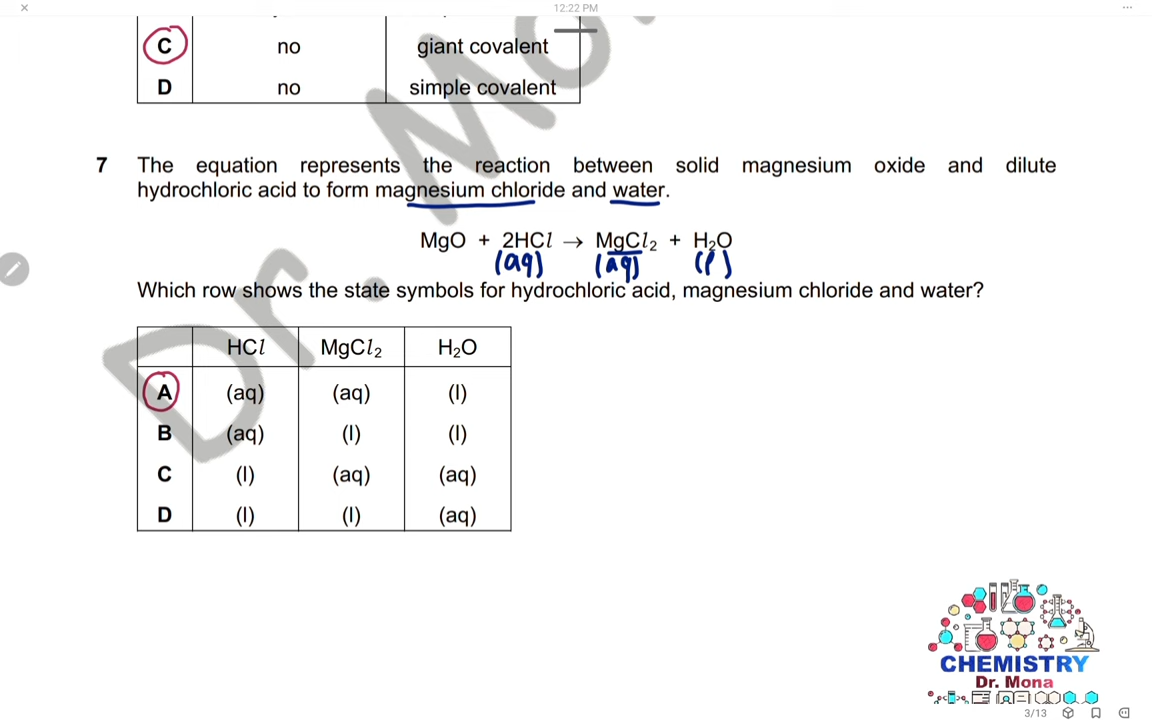 12:22 PM
C no giant covalent
D no simple covalent
Dr. Mo
7 The equation represents the reaction between solid magnesium oxide and dilute
hydrochloric acid to form magnesium chloride and water.
MgO + 2HCl → MgCl₂ + H₂O
(aq) (aq) (l)
Which row shows the state symbols for hydrochloric acid, magnesium chloride and water?
HCl MgCl₂ H₂O
A (aq) (aq) (l)
B (aq) (l) (l)
C (l) (aq) (aq)
D (l) (l) (aq)
CHEMISTRY
Dr. Mona
3/13